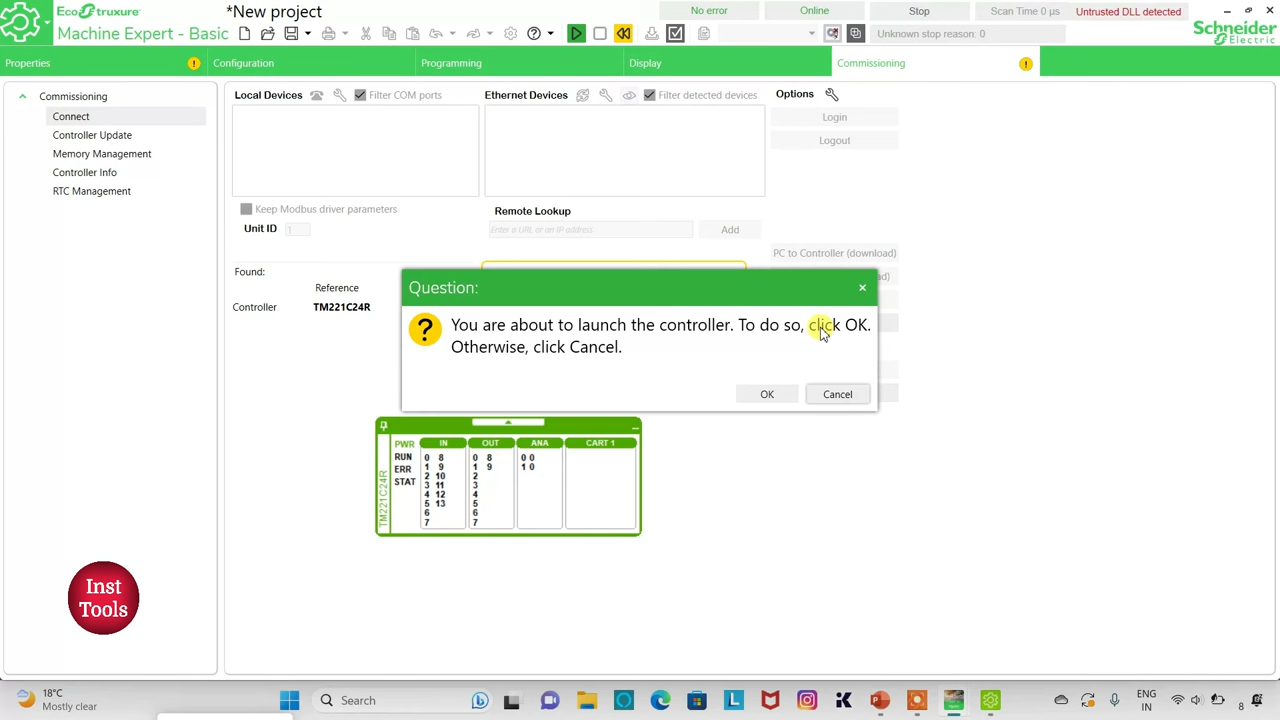 EcoStruxure
Machine Expert - Basic
*New project
No error
Online
Stop
Scan Time 0 µs
Untrusted DLL detected
Unknown stop reason: 0
Schneider
Electric
Properties
Configuration
Programming
Display
Commissioning
Commissioning
Connect
Controller Update
Memory Management
Controller Info
RTC Management
Local Devices
Filter COM ports
Ethernet Devices
Filter detected devices
Options
Login
Logout
Keep Modbus driver parameters
Unit ID
1
Remote Lookup
Enter a URL or an IP address
Add
PC to Controller (download)
Found:
Reference
Controller
TM221C24R
Question:
You are about to launch the controller. To do so, click OK.
Otherwise, click Cancel.
OK
Cancel
TM221C24R
PWR
RUN
ERR
STAT
IN
0 8
1 9
2 10
3 11
4 12
5 13
6
7
OUT
0 8
1 9
2
3
4
5
6
7
ANA
0 0
1 0
CART 1
Inst
Tools
18°C
Mostly clear
Search
ENG
IN
8